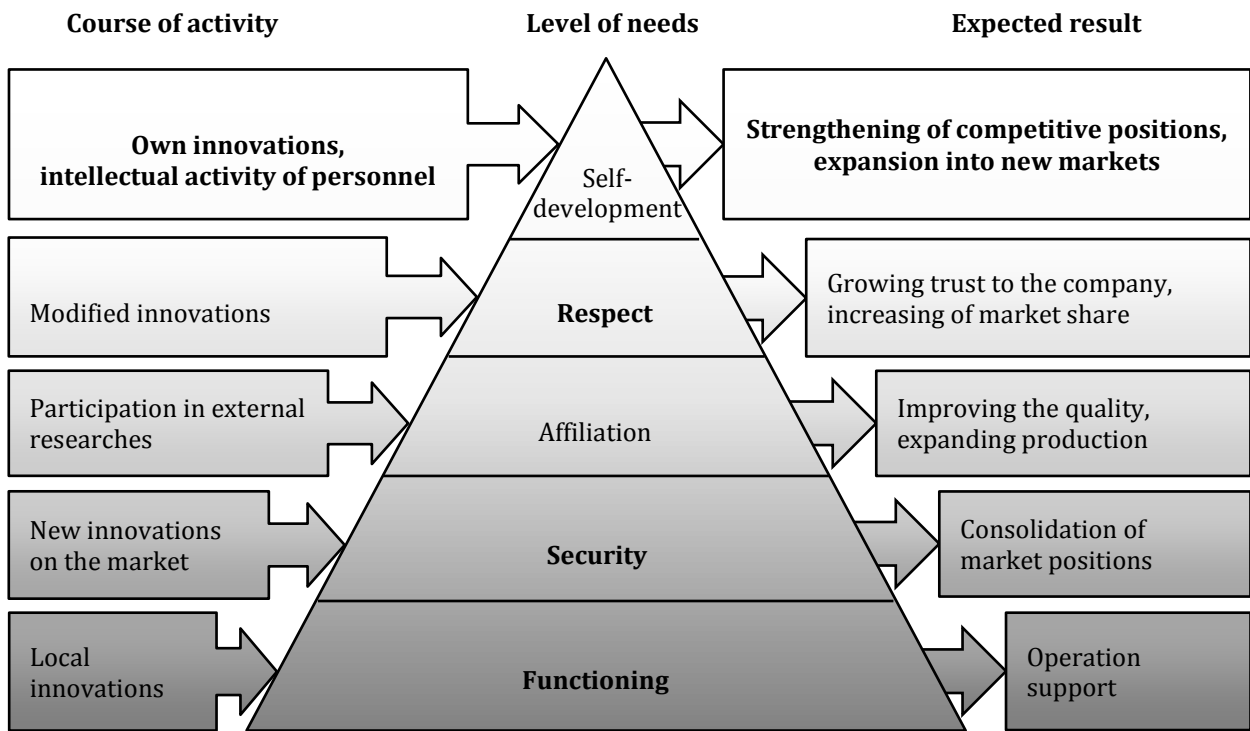 Course of activity
Level of needs
Expected result
Own innovations,
intellectual activity of personnel
Self-
development
Strengthening of competitive positions,
expansion into new markets
Modified innovations
Respect
Growing trust to the company,
increasing of market share
Participation in external
researches
Affiliation
Improving the quality,
expanding production
New innovations
on the market
Security
Consolidation of
market positions
Local
innovations
Functioning
Operation
support